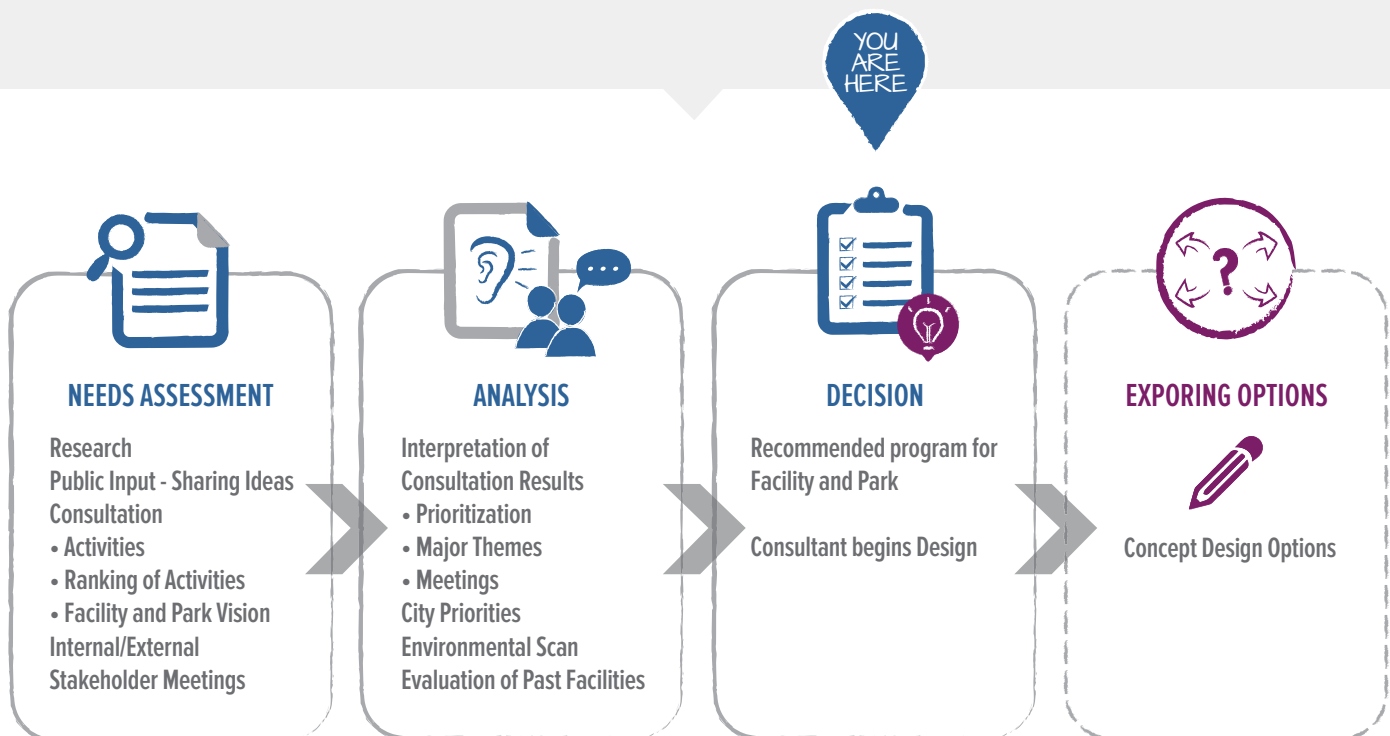 YOU
ARE
HERE
NEEDS ASSESSMENT
Research
Public Input - Sharing Ideas
Consultation
• Activities
• Ranking of Activities
• Facility and Park Vision
Internal/External
Stakeholder Meetings
ANALYSIS
Interpretation of
Consultation Results
• Prioritization
• Major Themes
• Meetings
City Priorities
Environmental Scan
Evaluation of Past Facilities
DECISION
Recommended program for
Facility and Park
Consultant begins Design
EXPORING OPTIONS
?
Concept Design Options